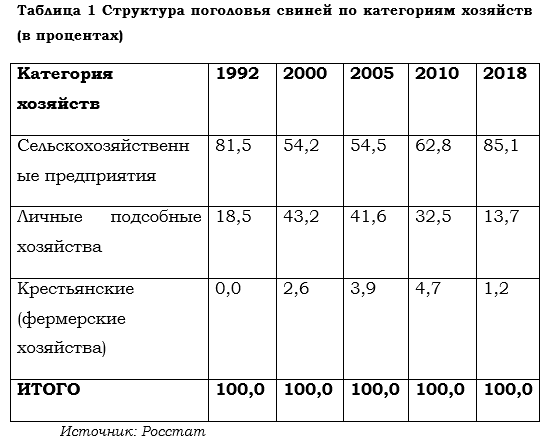 Таблица 1 Структура поголовья свиней по категориям хозяйств
(в процентах)
Категория 1992 2000 2005 2010 2018
хозяйств
Сельскохозяйственн 81,5 54,2 54,5 62,8 85,1
ые предприятия
Личные подсобные 18,5 43,2 41,6 32,5 13,7
хозяйства
Крестьянские 0,0 2,6 3,9 4,7 1,2
(фермерские
хозяйства)
ИТОГО 100,0 100,0 100,0 100,0 100,0
Источник: Росстат